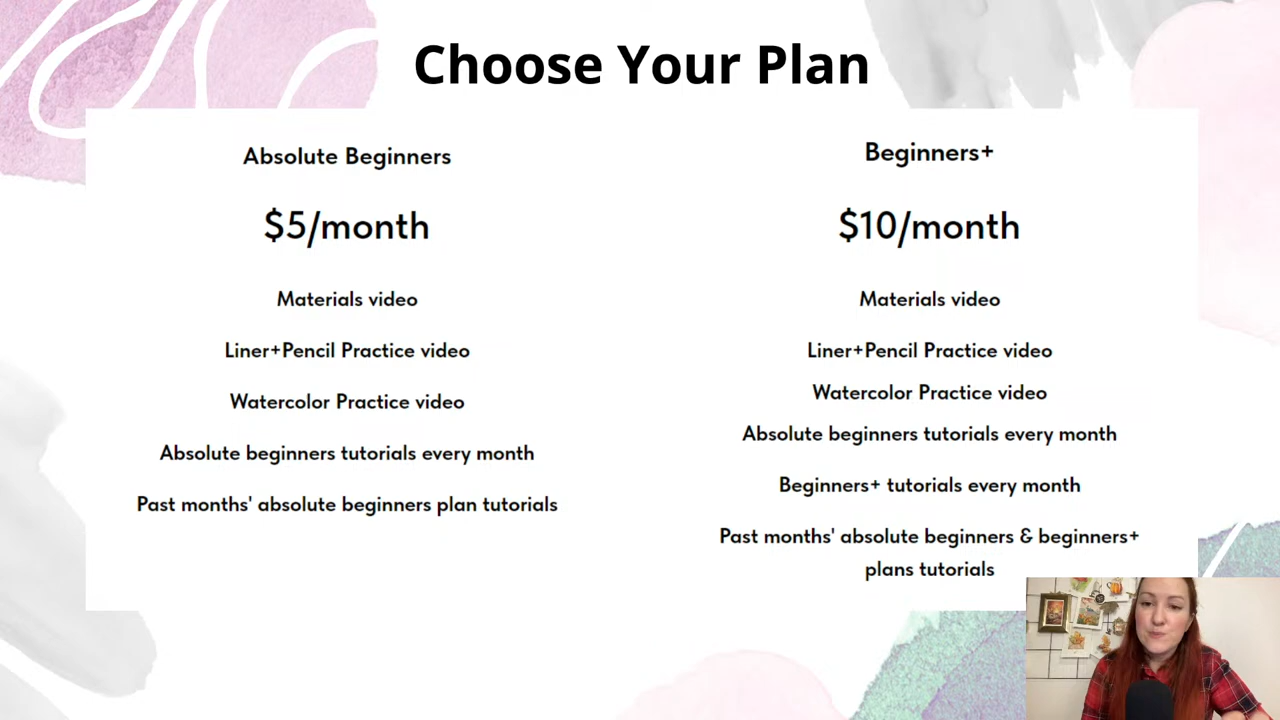 Choose Your Plan
Absolute Beginners
$5/month
Materials video
Liner+Pencil Practice video
Watercolor Practice video
Absolute beginners tutorials every month
Past months' absolute beginners plan tutorials
Beginners+
$10/month
Materials video
Liner+Pencil Practice video
Watercolor Practice video
Absolute beginners tutorials every month
Beginners+ tutorials every month
Past months' absolute beginners & beginners+
plans tutorials